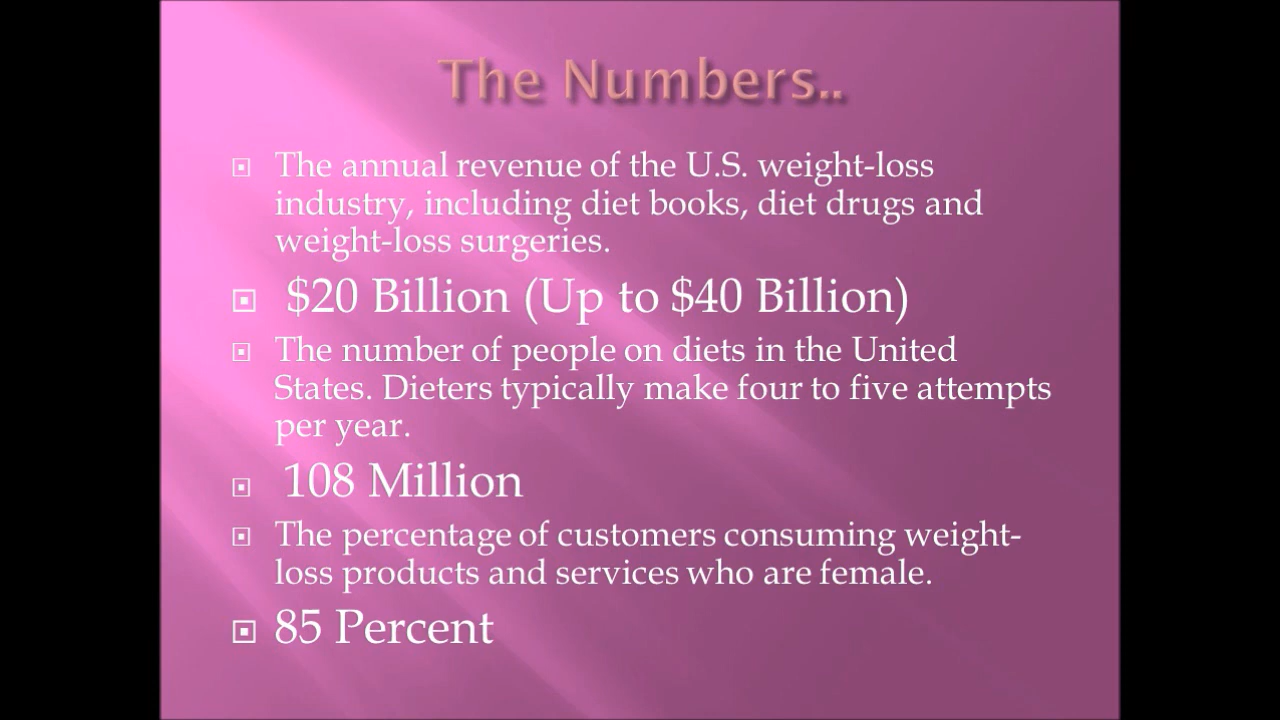 The Numbers..
The annual revenue of the U.S. weight-loss
industry, including diet books, diet drugs and
weight-loss surgeries.
$20 Billion (Up to $40 Billion)
The number of people on diets in the United
States. Dieters typically make four to five attempts
per year.
108 Million
The percentage of customers consuming weight-
loss products and services who are female.
85 Percent